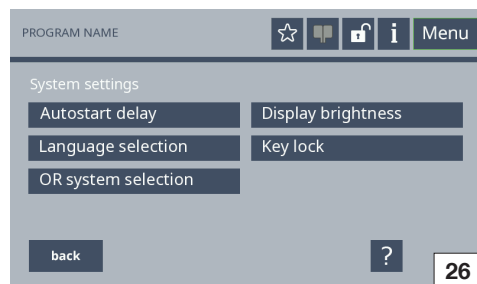 PROGRAM NAME
i
Menu
System settings
Autostart delay
Display brightness
Language selection
Key lock
OR system selection
back
?
26